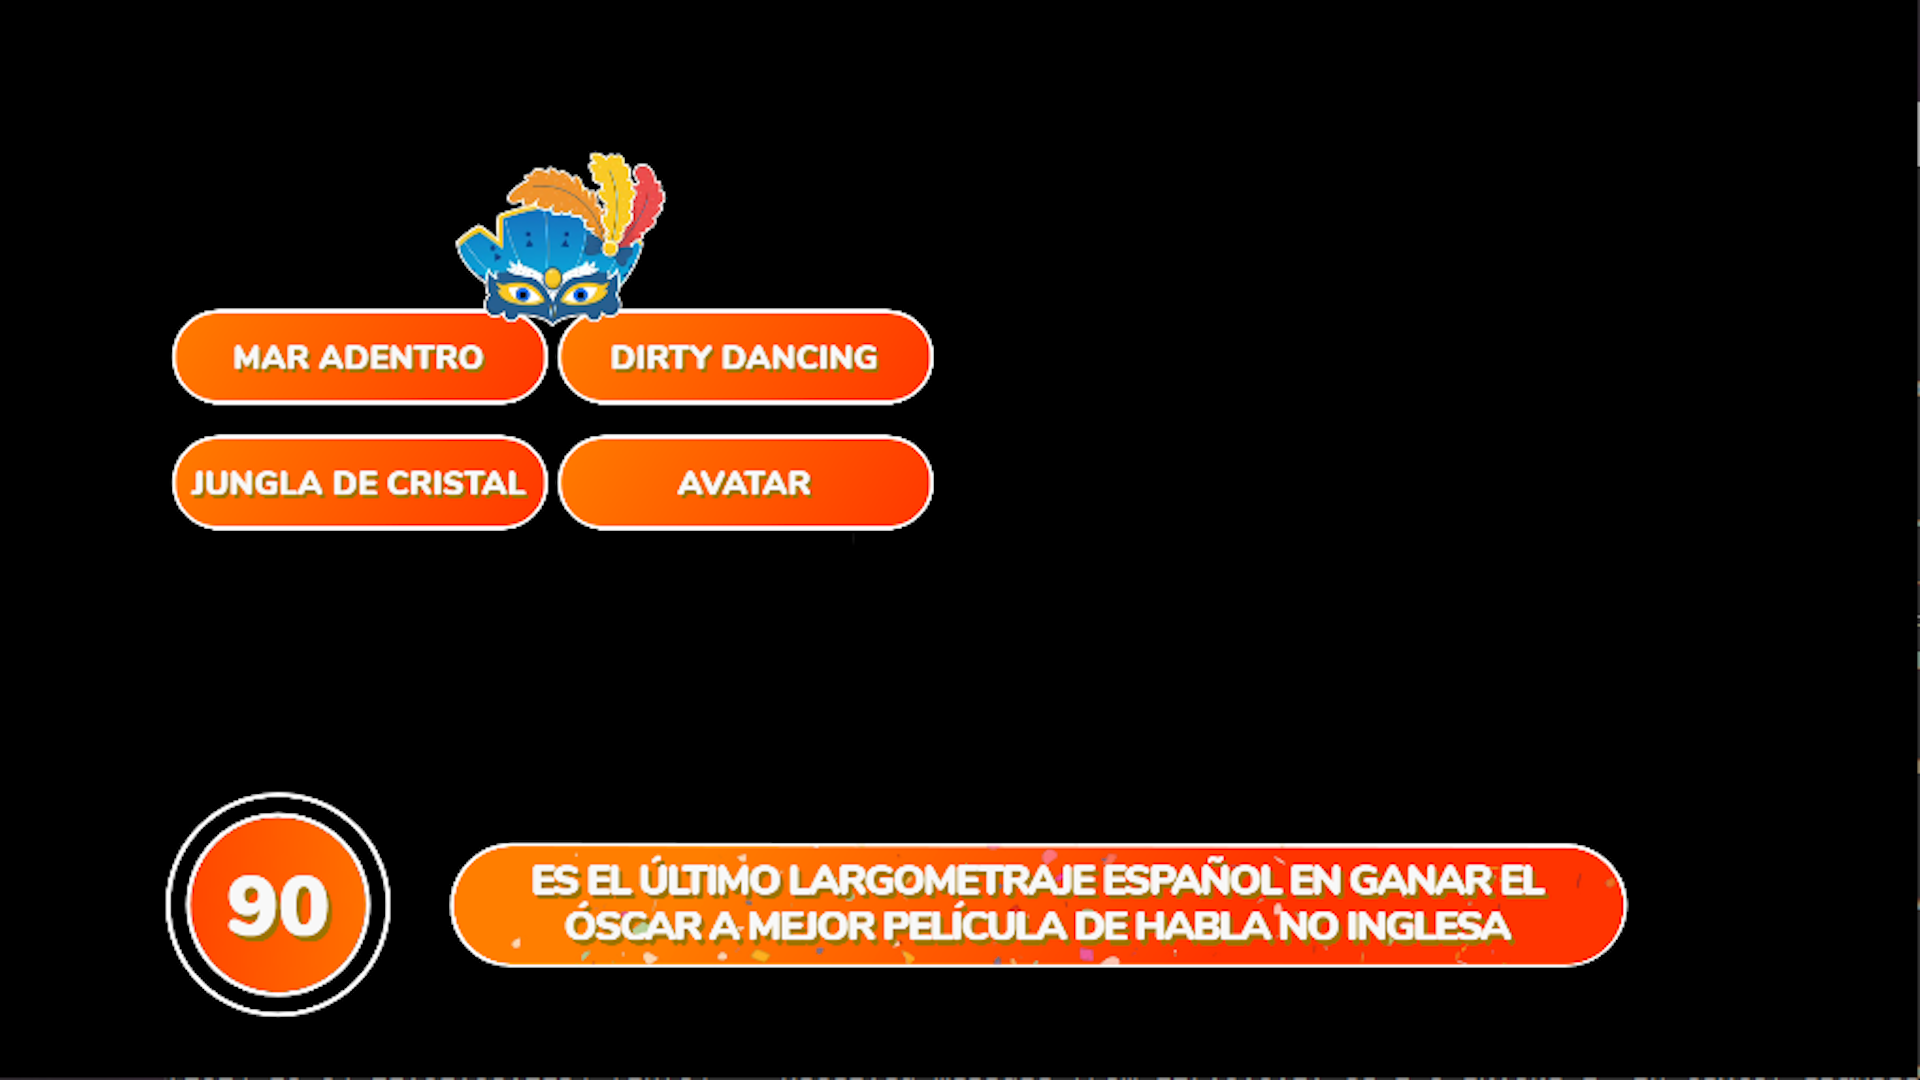 MAR ADENTRO
DIRTY DANCING
JUNGLA DE CRISTAL
AVATAR
90
ES EL ÚLTIMO LARGOMETRAJE ESPAÑOL EN GANAR EL
ÓSCAR A MEJOR PELÍCULA DE HABLA NO INGLESA